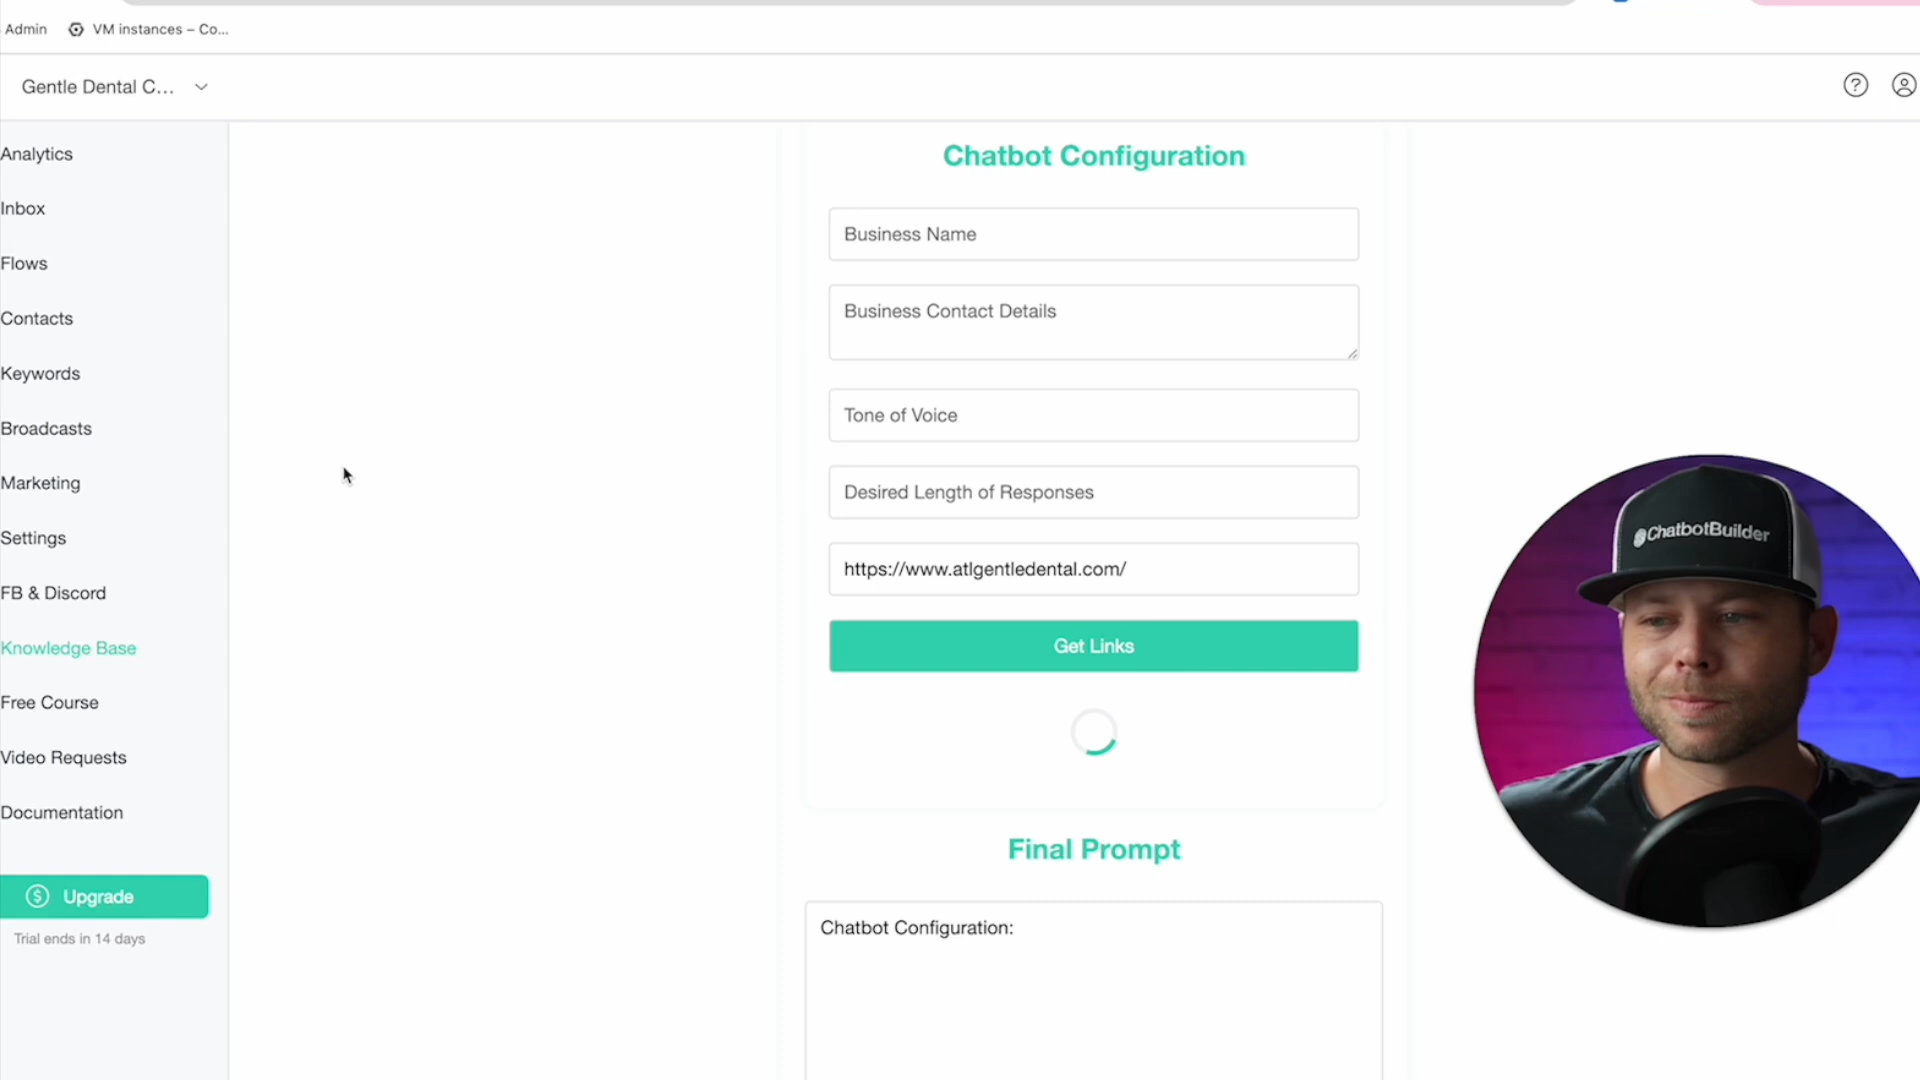 Admin
VM instances – Co...
Gentle Dental C...
Analytics
Inbox
Flows
Contacts
Keywords
Broadcasts
Marketing
Settings
FB & Discord
Knowledge Base
Free Course
Video Requests
Documentation
$ Upgrade
Trial ends in 14 days
Chatbot Configuration
Business Name
Business Contact Details
Tone of Voice
Desired Length of Responses
https://www.atlgentledental.com/
Get Links
Final Prompt
Chatbot Configuration:
ChatbotBuilder